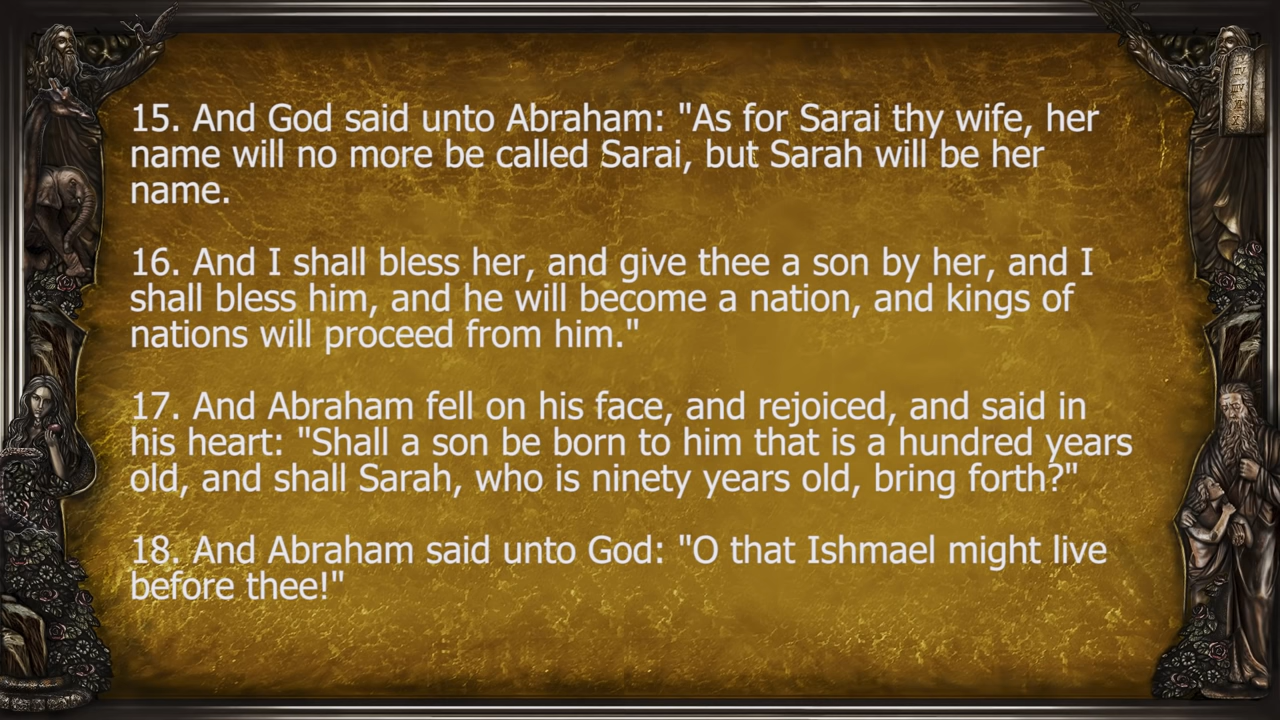 15. And God said unto Abraham: "As for Sarai thy wife, her
name will no more be called Sarai, but Sarah will be her
name.
16. And I shall bless her, and give thee a son by her, and I
shall bless him, and he will become a nation, and kings of
nations will proceed from him."
17. And Abraham fell on his face, and rejoiced, and said in
his heart: "Shall a son be born to him that is a hundred years
old, and shall Sarah, who is ninety years old, bring forth?"
18. And Abraham said unto God: "O that Ishmael might live
before thee!"